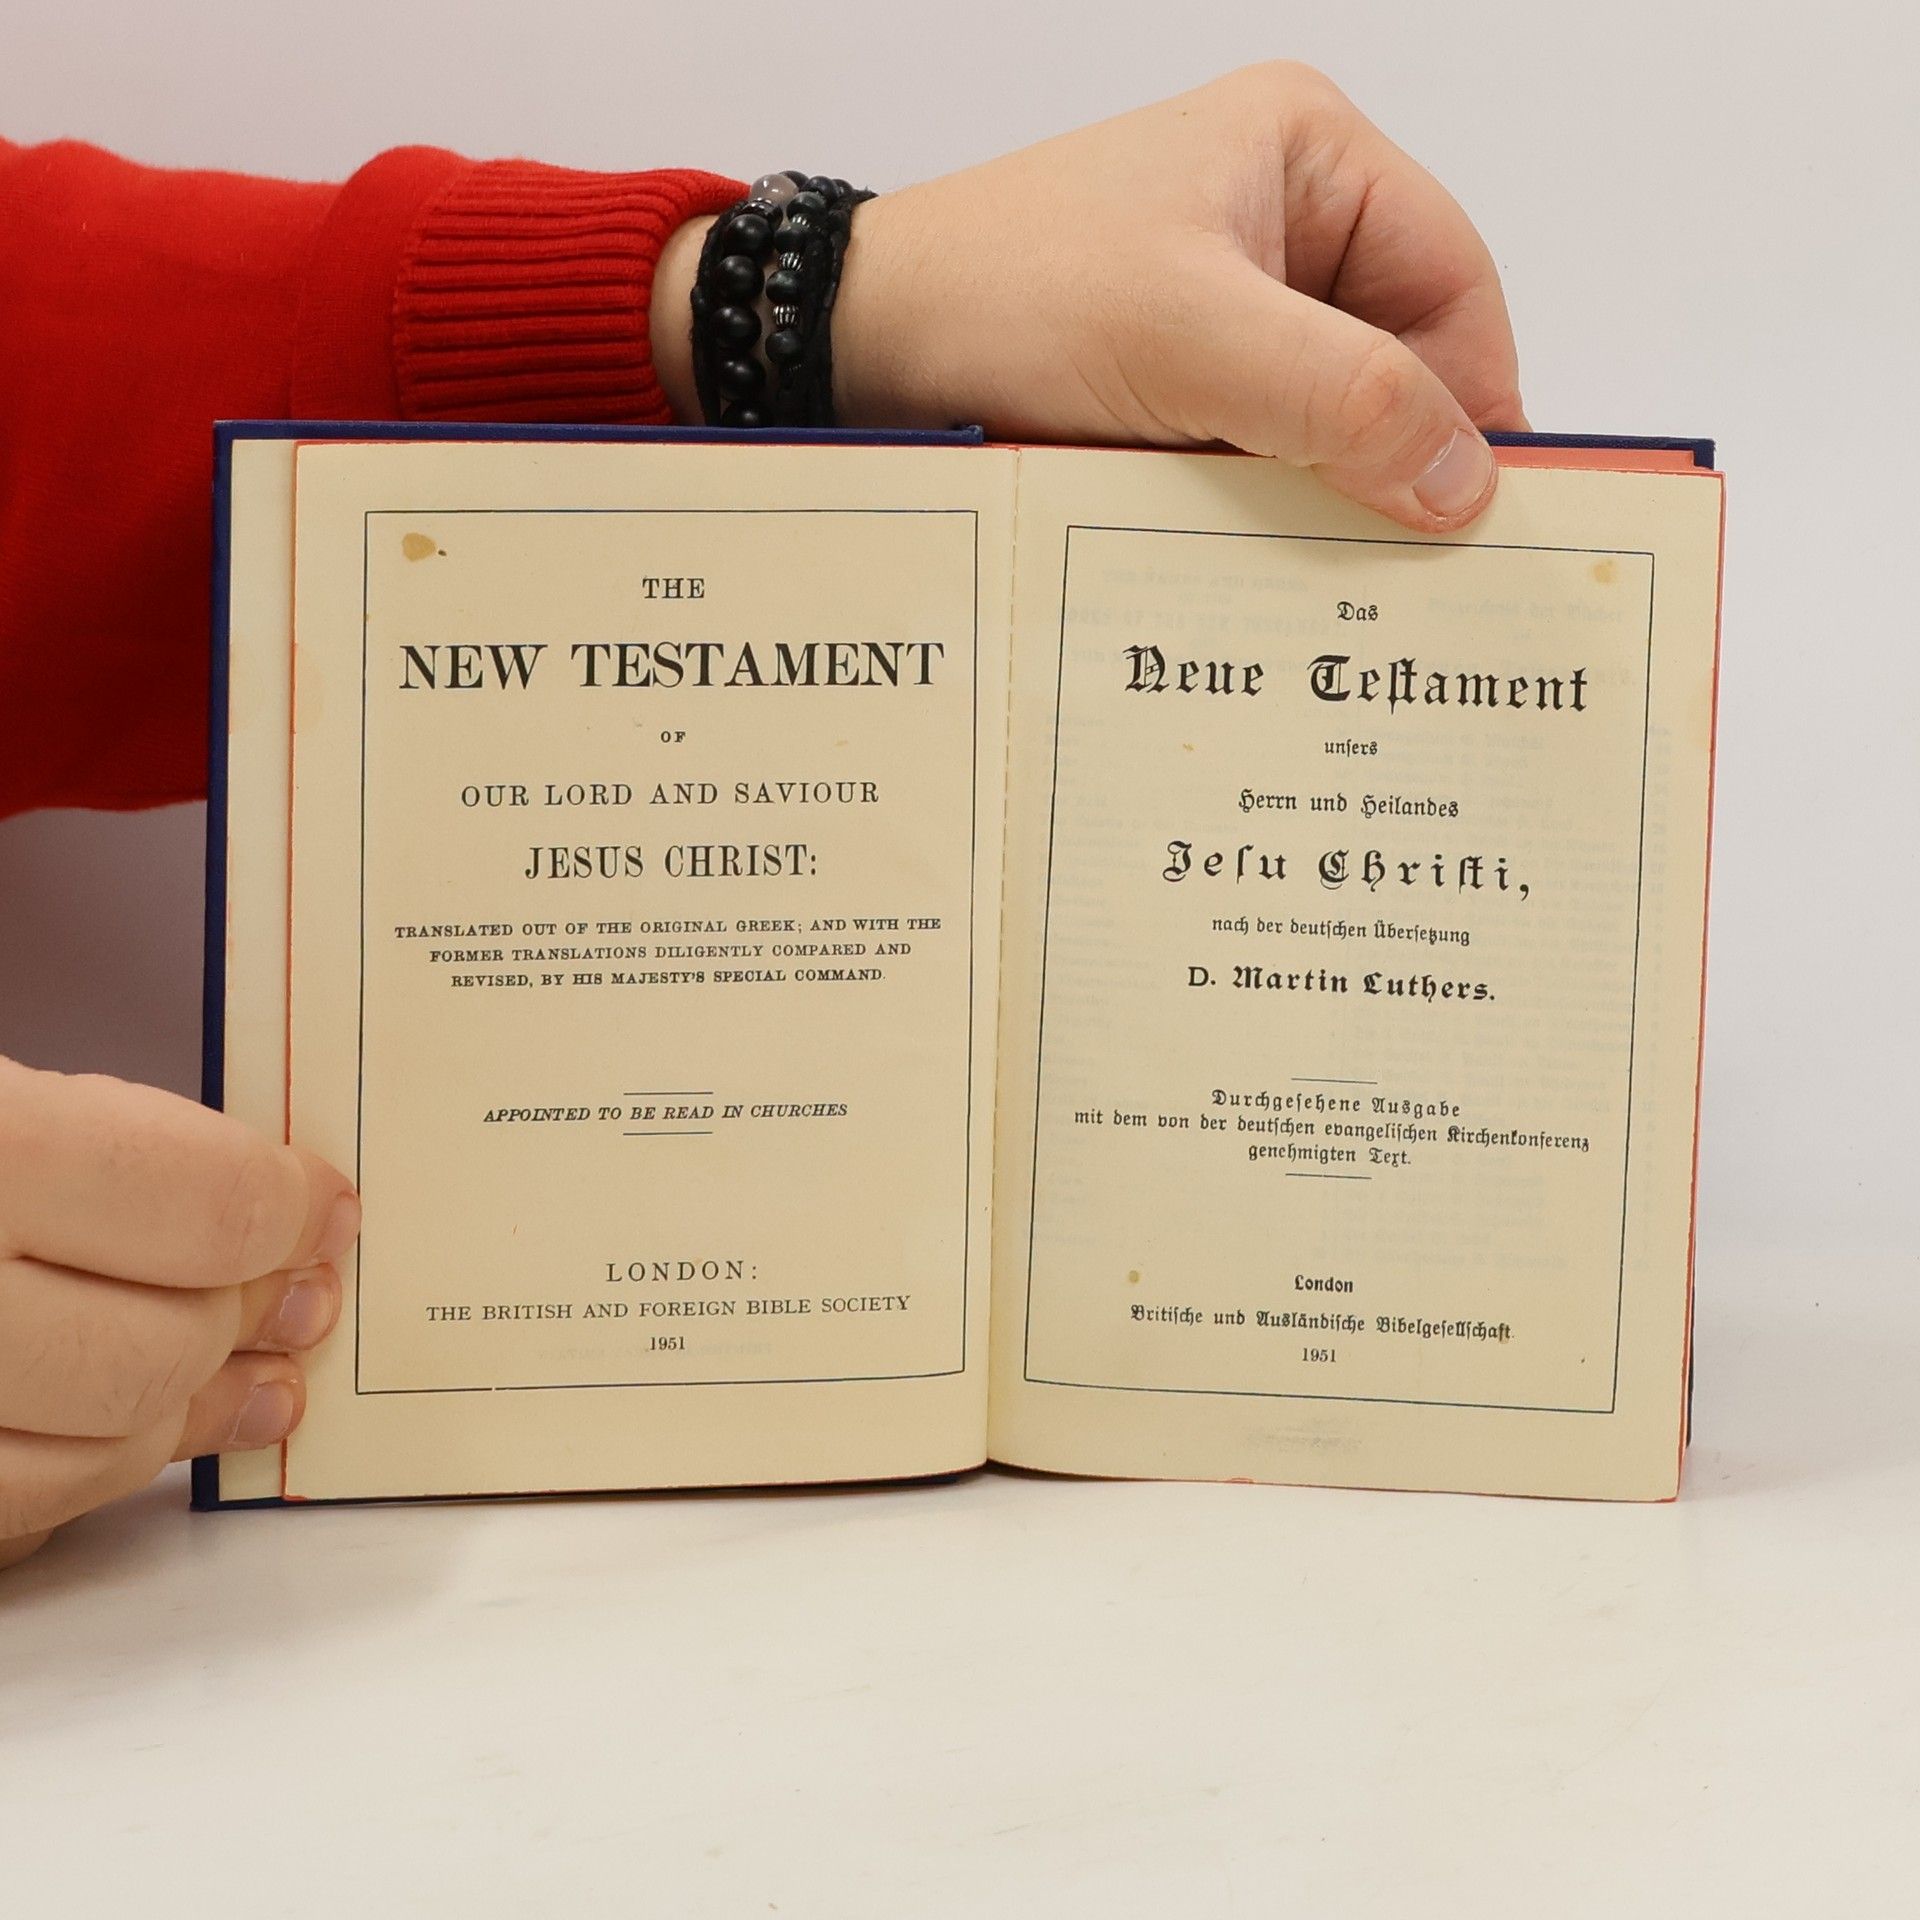 THE
NEW TESTAMENT
OF
OUR LORD AND SAVIOUR
JESUS CHRIST:
TRANSLATED OUT OF THE ORIGINAL GREEK; AND WITH THE
FORMER TRANSLATIONS DILIGENTLY COMPARED AND
REVISED, BY HIS MAJESTY'S SPECIAL COMMAND.
APPOINTED TO BE READ IN CHURCHES
LONDON:
THE BRITISH AND FOREIGN BIBLE SOCIETY
1951
Das
Neue Teſtament
unſers
Herrn und Heilandes
Jeſu Chriſti,
nach der deutſchen Überſetzung
D. Martin Luthers.
Durchgeſehene Ausgabe
mit dem von der deutſchen evangeliſchen Kirchenkonferenz
genehmigten Text.
London
Britiſche und Ausländiſche Bibelgeſellſchaft.
1951